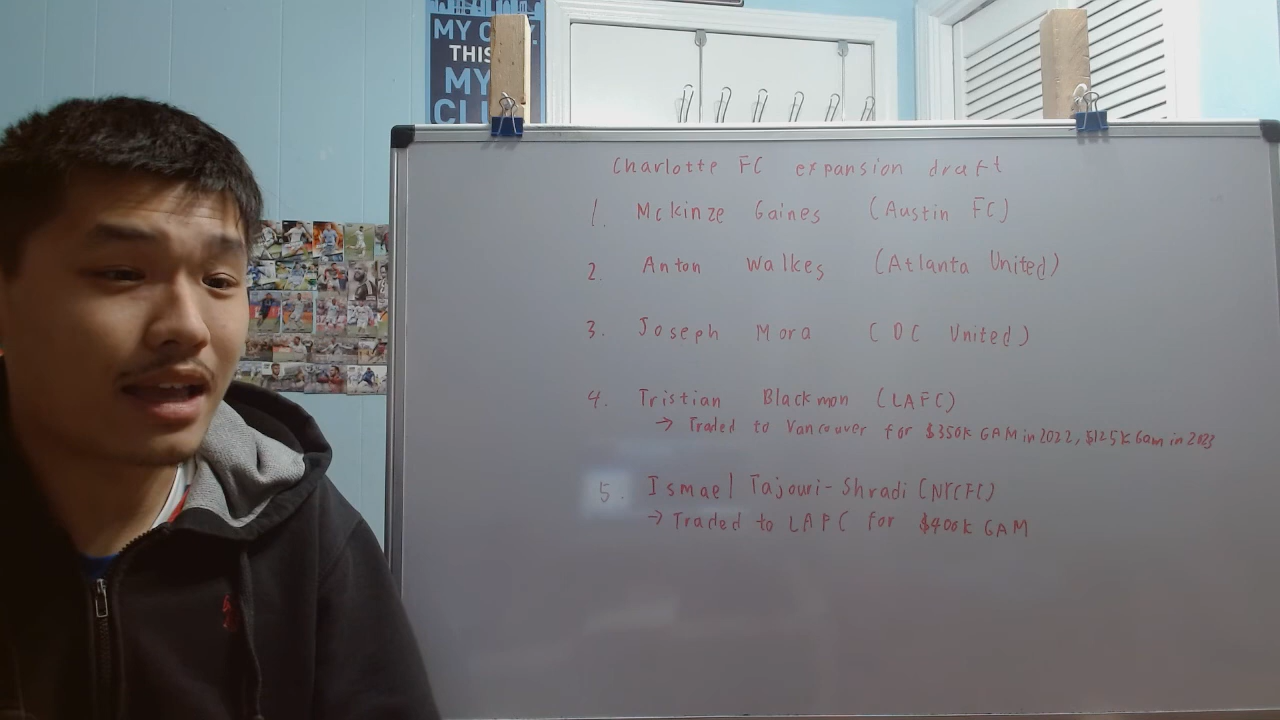 MY C
THIS
MY
CLU
Charlotte FC expansion draft
1. Mckinze Gaines (Austin FC)
2. Anton Walkes (Atlanta United)
3. Joseph Mora (DC United)
4. Tristian Blackmon (LAFC)
→ Traded to Vancouver for $350K GAM in 2022, $125K Gam in 2023
5. Ismael Tajouri-Shradi (NYCFC)
→ Traded to LAFC for $400K GAM